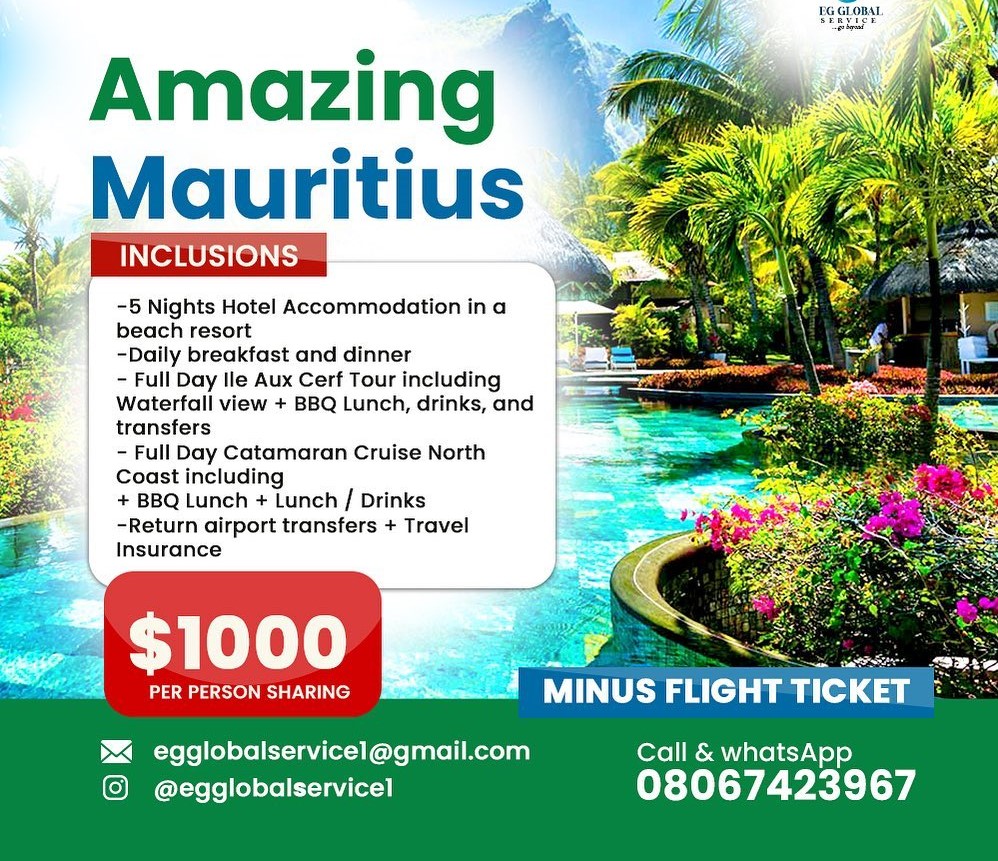 EG GLOBAL
SERVICE
...go beyond
Amazing
Mauritius
INCLUSIONS
-5 Nights Hotel Accommodation in a
beach resort
-Daily breakfast and dinner
- Full Day Ile Aux Cerf Tour including
Waterfall view + BBQ Lunch, drinks, and
transfers
- Full Day Catamaran Cruise North
Coast including
+ BBQ Lunch + Lunch / Drinks
-Return airport transfers + Travel
Insurance
$1000
PER PERSON SHARING
MINUS FLIGHT TICKET
egglobalservice1@gmail.com
@egglobalservice1
Call & whatsApp
08067423967